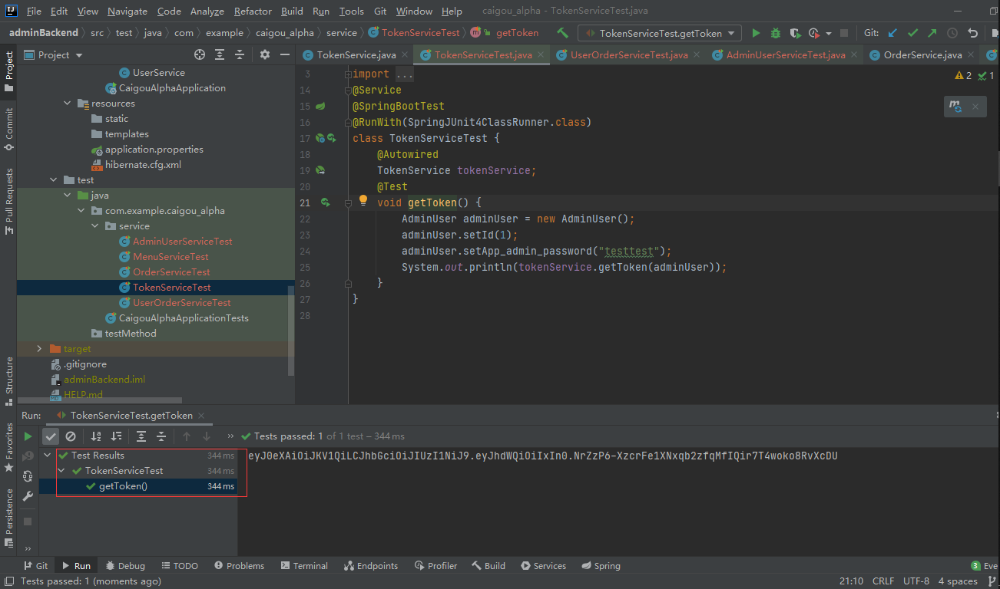 File Edit View Navigate Code Analyze Refactor Build Run Tools Git Window Help caigou_alpha - TokenServiceTest.java
adminBackend src test java com example caigou_alpha service TokenServiceTest getToken TokenServiceTest.getToken Git:
Project TokenService.java TokenServiceTest.java UserOrderServiceTest.java AdminUserServiceTest.java OrderService.java
Project
Commit
Pull Requests
Structure
Favorites
Persistence
UserService
CaigouAlphaApplication
resources
static
templates
application.properties
hibernate.cfg.xml
test
java
com.example.caigou_alpha
service
AdminUserServiceTest
MenuServiceTest
OrderServiceTest
TokenServiceTest
UserOrderServiceTest
CaigouAlphaApplicationTests
testMethod
target
.gitignore
adminBackend.iml
HELP.md
2 1
3 import ...
14 @Service
15 @SpringBootTest
16 @RunWith(SpringJUnit4ClassRunner.class)
17 class TokenServiceTest {
18 @Autowired
19 TokenService tokenService;
20 @Test
21 void getToken() {
22 AdminUser adminUser = new AdminUser();
23 adminUser.setId(1);
24 adminUser.setApp_admin_password("testtest");
25 System.out.println(tokenService.getToken(adminUser));
26 }
27 }
28
Run: TokenServiceTest.getToken
Tests passed: 1 of 1 test – 344 ms
Test Results 344 ms
TokenServiceTest 344 ms
getToken() 344 ms
eyJ0eXAiOiJKV1QiLCJhbGciOiJIUzI1NiJ9.eyJhdWQiOiIxIn0.NrZzP6-XzcrFe1XNxqb2zfqMfIQir7T4woko8RvXcDU
Git Run Debug TODO Problems Terminal Endpoints Profiler Build Services Spring 3 Eve
Tests passed: 1 (moments ago) 21:10 CRLF UTF-8 4 spaces